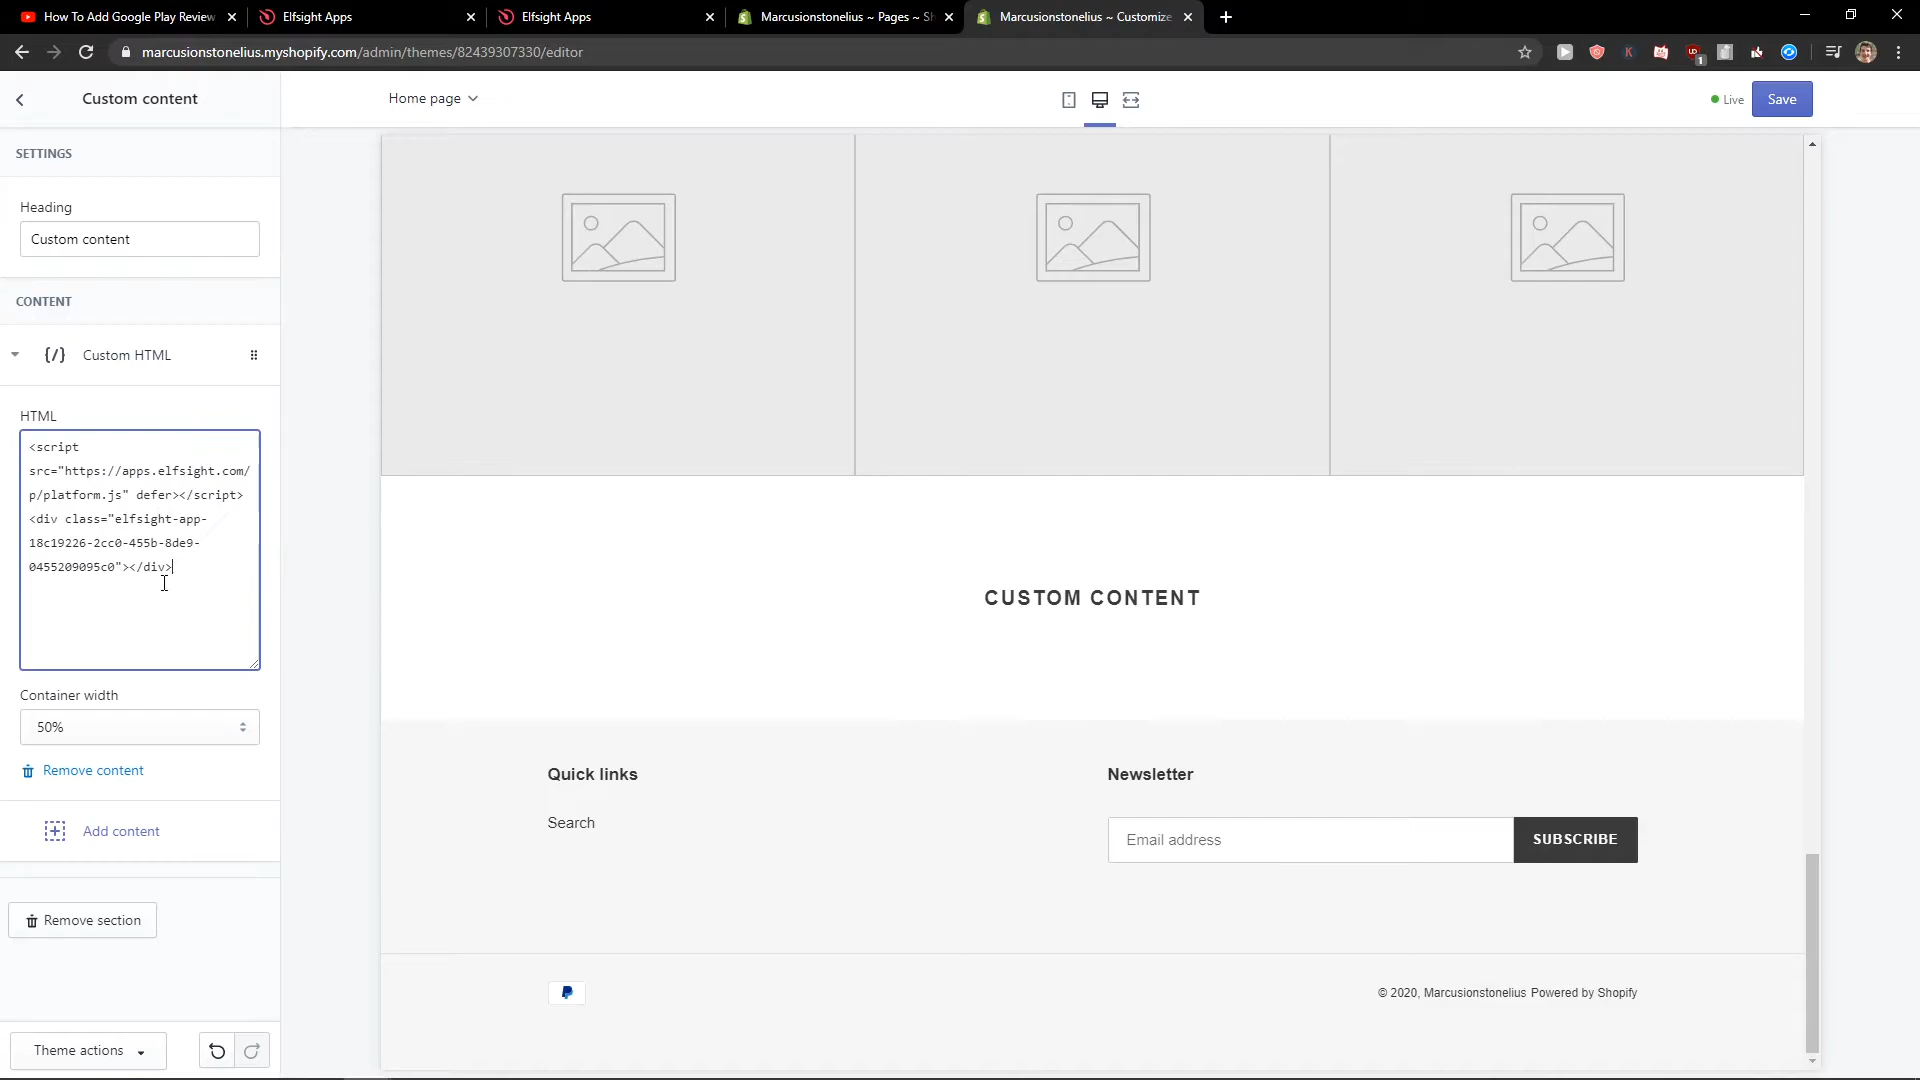 How To Add Google Play Review
Elfsight Apps
Elfsight Apps
Marcusionstonelius ~ Pages ~ Sh
Marcusionstonelius ~ Customize
marcusionstonelius.myshopify.com/admin/themes/82439307330/editor
1
Custom content
Home page
Live
Save
SETTINGS
Heading
Custom content
CONTENT
{/} Custom HTML
HTML
<script
src="https://apps.elfsight.com/
p/platform.js" defer></script>
<div class="elfsight-app-
18c19226-2cc0-455b-8de9-
0455209095c0"></div>
Container width
50%
Remove content
Add content
Remove section
Theme actions
CUSTOM CONTENT
Quick links
Newsletter
Search
Email address
SUBSCRIBE
© 2020, Marcusionstonelius Powered by Shopify